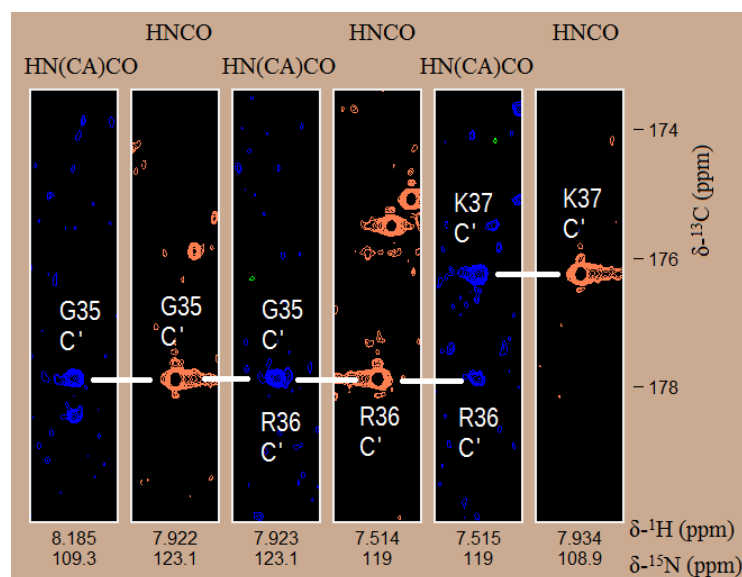 HNCO HNCO HNCO
HN(CA)CO HN(CA)CO HN(CA)CO
174
K37 K37
C' C'
δ-¹³C (ppm)
176
G35 G35 G35
C' C' C'
178
R36 R36 R36
C' C' C'
8.185 7.922 7.923 7.514 7.515 7.934 δ-¹H (ppm)
109.3 123.1 123.1 119 119 108.9 δ-¹⁵N (ppm)